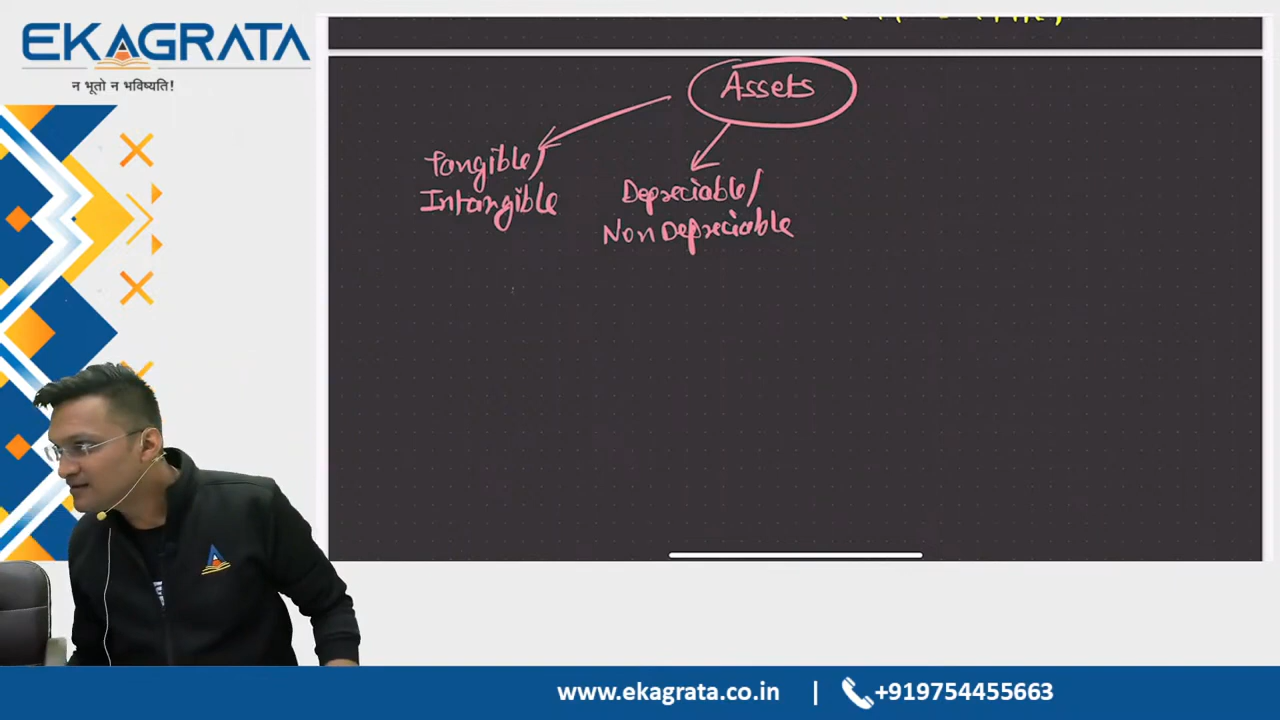 EKAGRATA
न भूतो न भविष्यति!
Assets
Tangible/
Intangible
Depreciable/
Non Depreciable
www.ekagrata.co.in | +919754455663